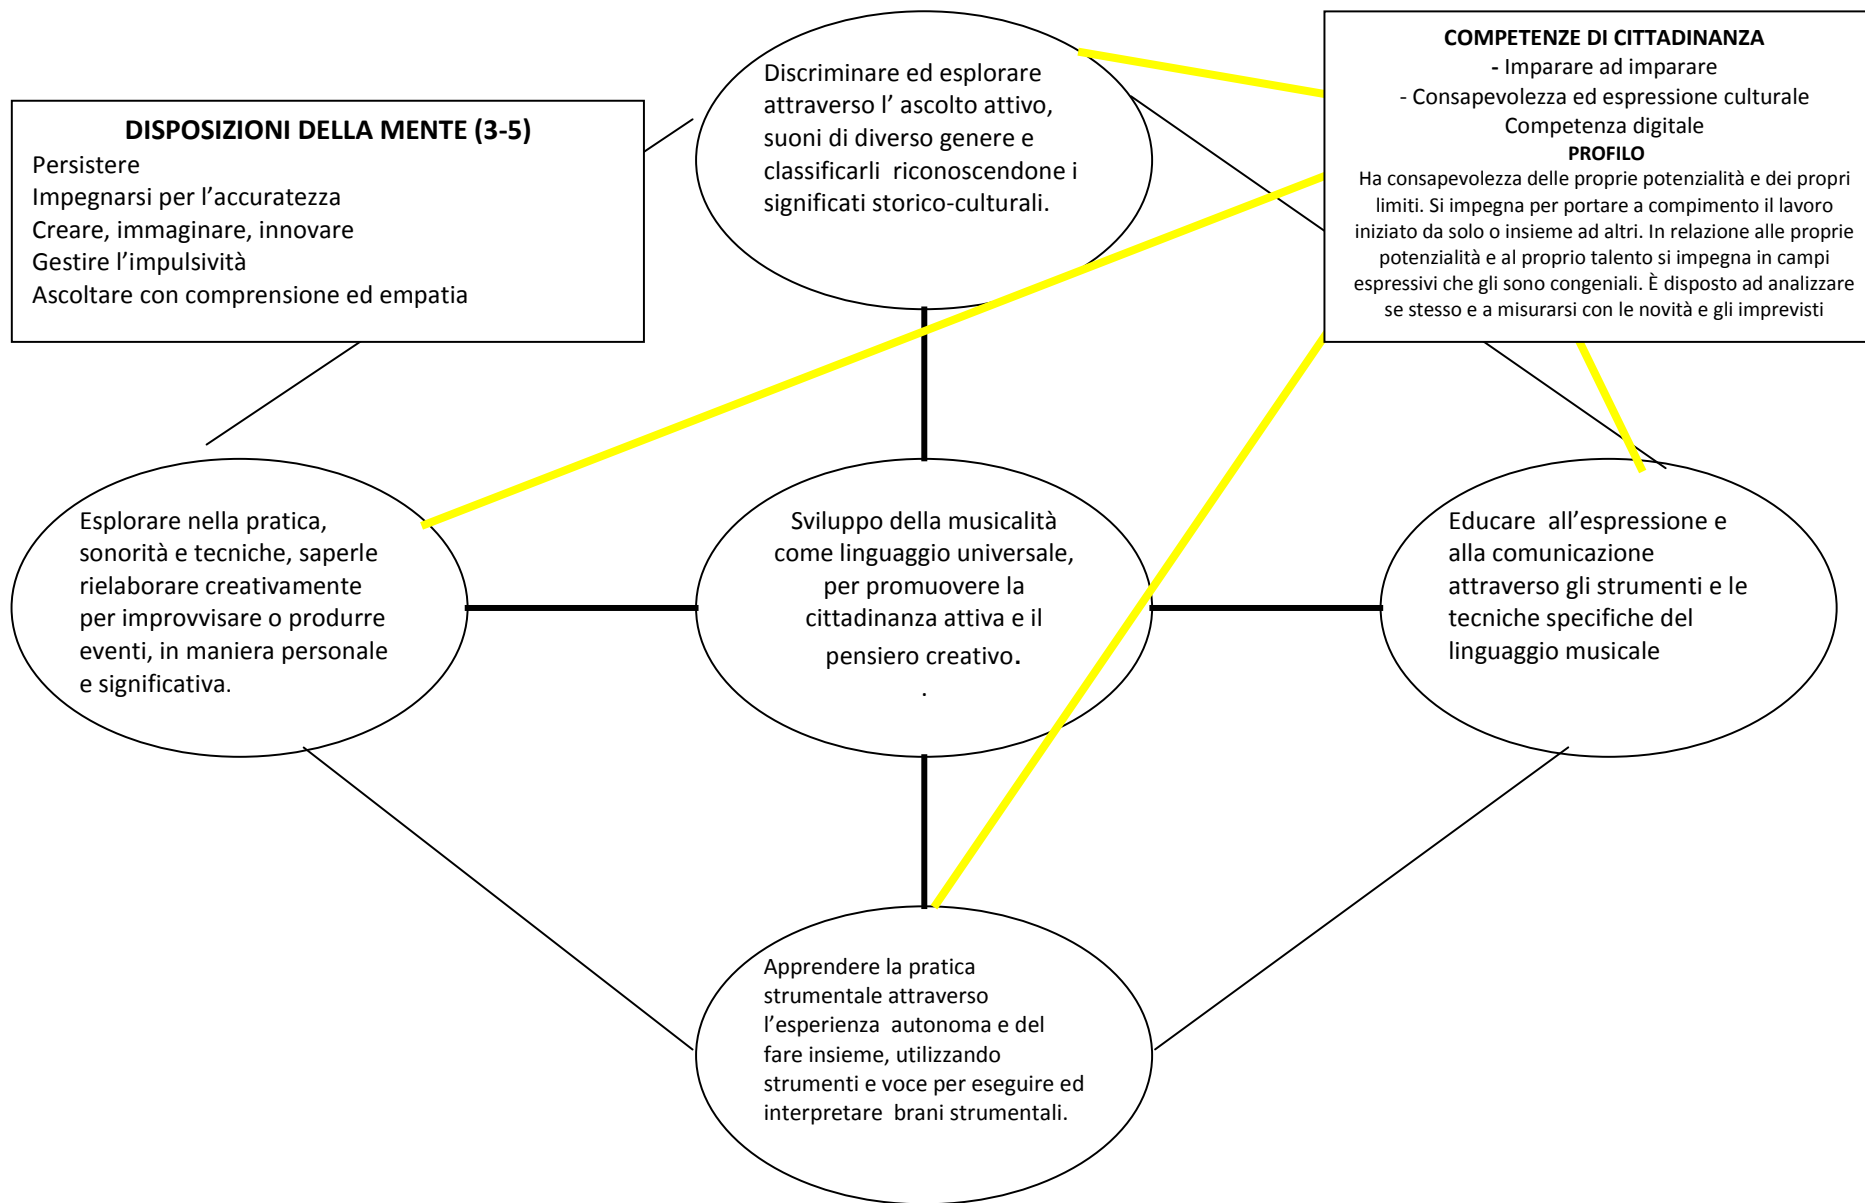 DISPOSIZIONI DELLA MENTE (3-5)
Persistere
Impegnarsi per l’accuratezza
Creare, immaginare, innovare
Gestire l’impulsività
Ascoltare con comprensione ed empatia
Discriminare ed esplorare
attraverso l’ ascolto attivo,
suoni di diverso genere e
classificarli riconoscendone i
significati storico-culturali.
COMPETENZE DI CITTADINANZA
- Imparare ad imparare
- Consapevolezza ed espressione culturale
Competenza digitale
PROFILO
Ha consapevolezza delle proprie potenzialità e dei propri
limiti. Si impegna per portare a compimento il lavoro
iniziato da solo o insieme ad altri. In relazione alle proprie
potenzialità e al proprio talento si impegna in campi
espressivi che gli sono congeniali. È disposto ad analizzare
se stesso e a misurarsi con le novità e gli imprevisti
Esplorare nella pratica,
sonorità e tecniche, saperle
rielaborare creativamente
per improvvisare o produrre
eventi, in maniera personale
e significativa.
Sviluppo della musicalità
come linguaggio universale,
per promuovere la
cittadinanza attiva e il
pensiero creativo.
.
Educare all’espressione e
alla comunicazione
attraverso gli strumenti e le
tecniche specifiche del
linguaggio musicale
Apprendere la pratica
strumentale attraverso
l’esperienza autonoma e del
fare insieme, utilizzando
strumenti e voce per eseguire ed
interpretare brani strumentali.